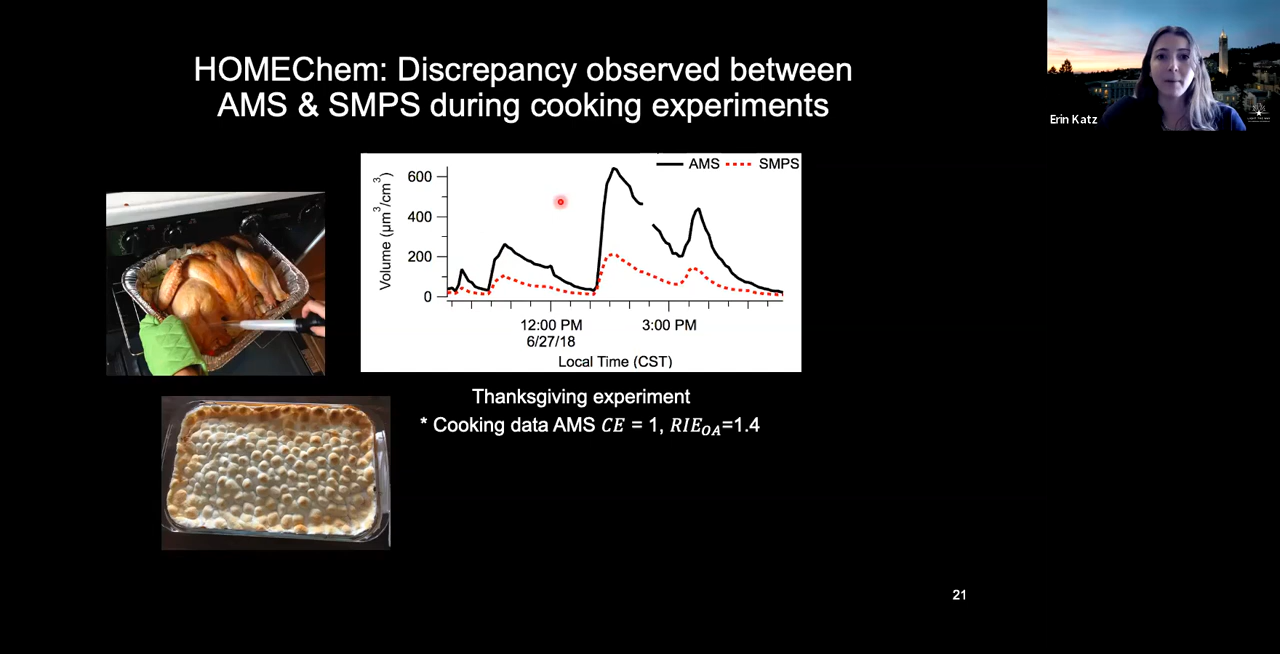 HOMEChem: Discrepancy observed between
AMS & SMPS during cooking experiments
Erin Katz
AMS SMPS
Volume (µm³/cm³)
600
400
200
0
12:00 PM 3:00 PM
6/27/18
Local Time (CST)
Thanksgiving experiment
* Cooking data AMS CE = 1, RIE_OA=1.4
21